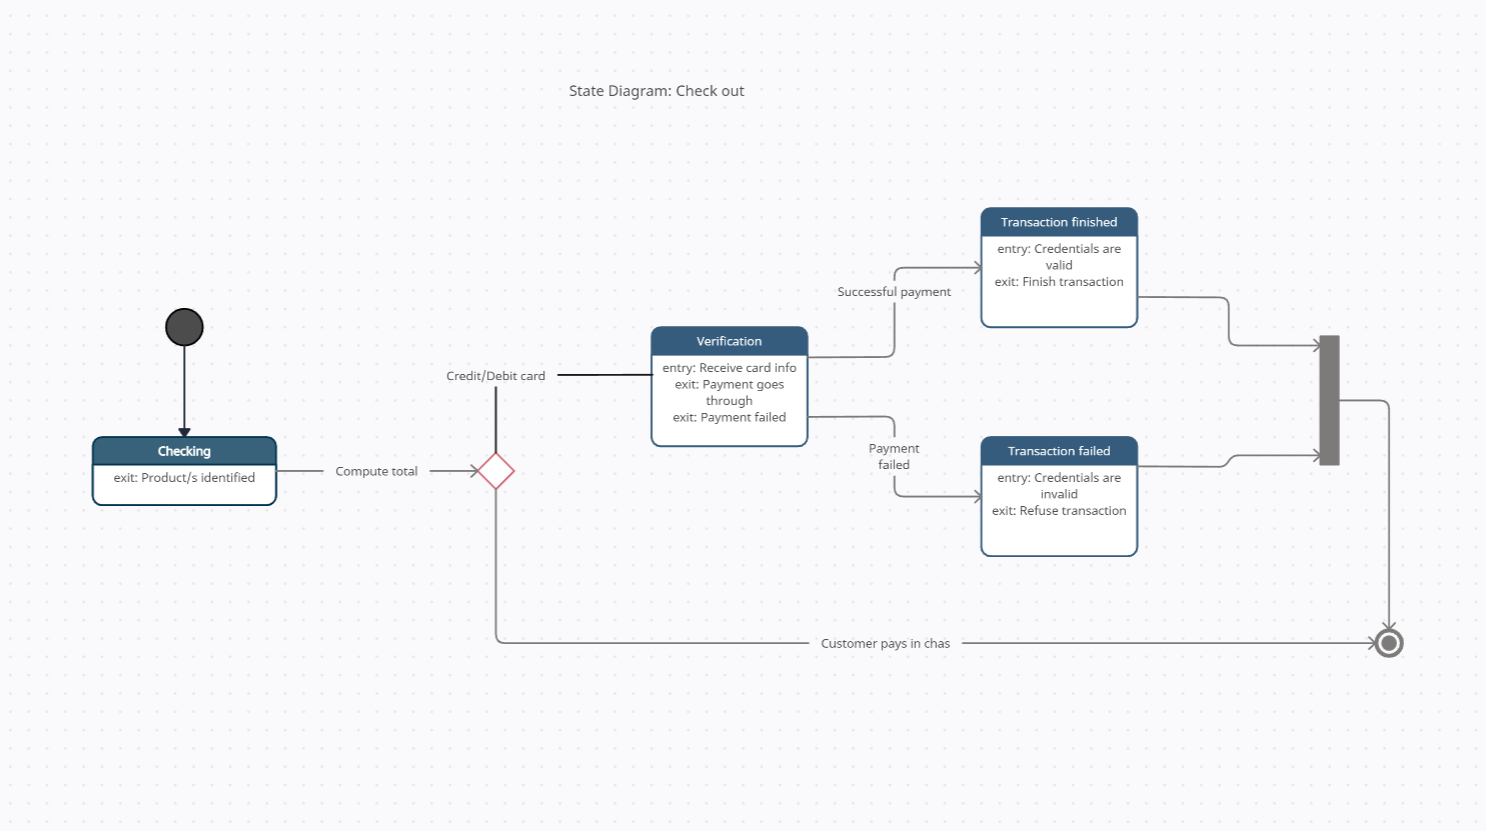 State Diagram: Check out
Checking
exit: Product/s identified
Compute total
Credit/Debit card
Verification
entry: Receive card info
exit: Payment goes
through
exit: Payment failed
Successful payment
Payment
failed
Transaction finished
entry: Credentials are
valid
exit: Finish transaction
Transaction failed
entry: Credentials are
invalid
exit: Refuse transaction
Customer pays in chas